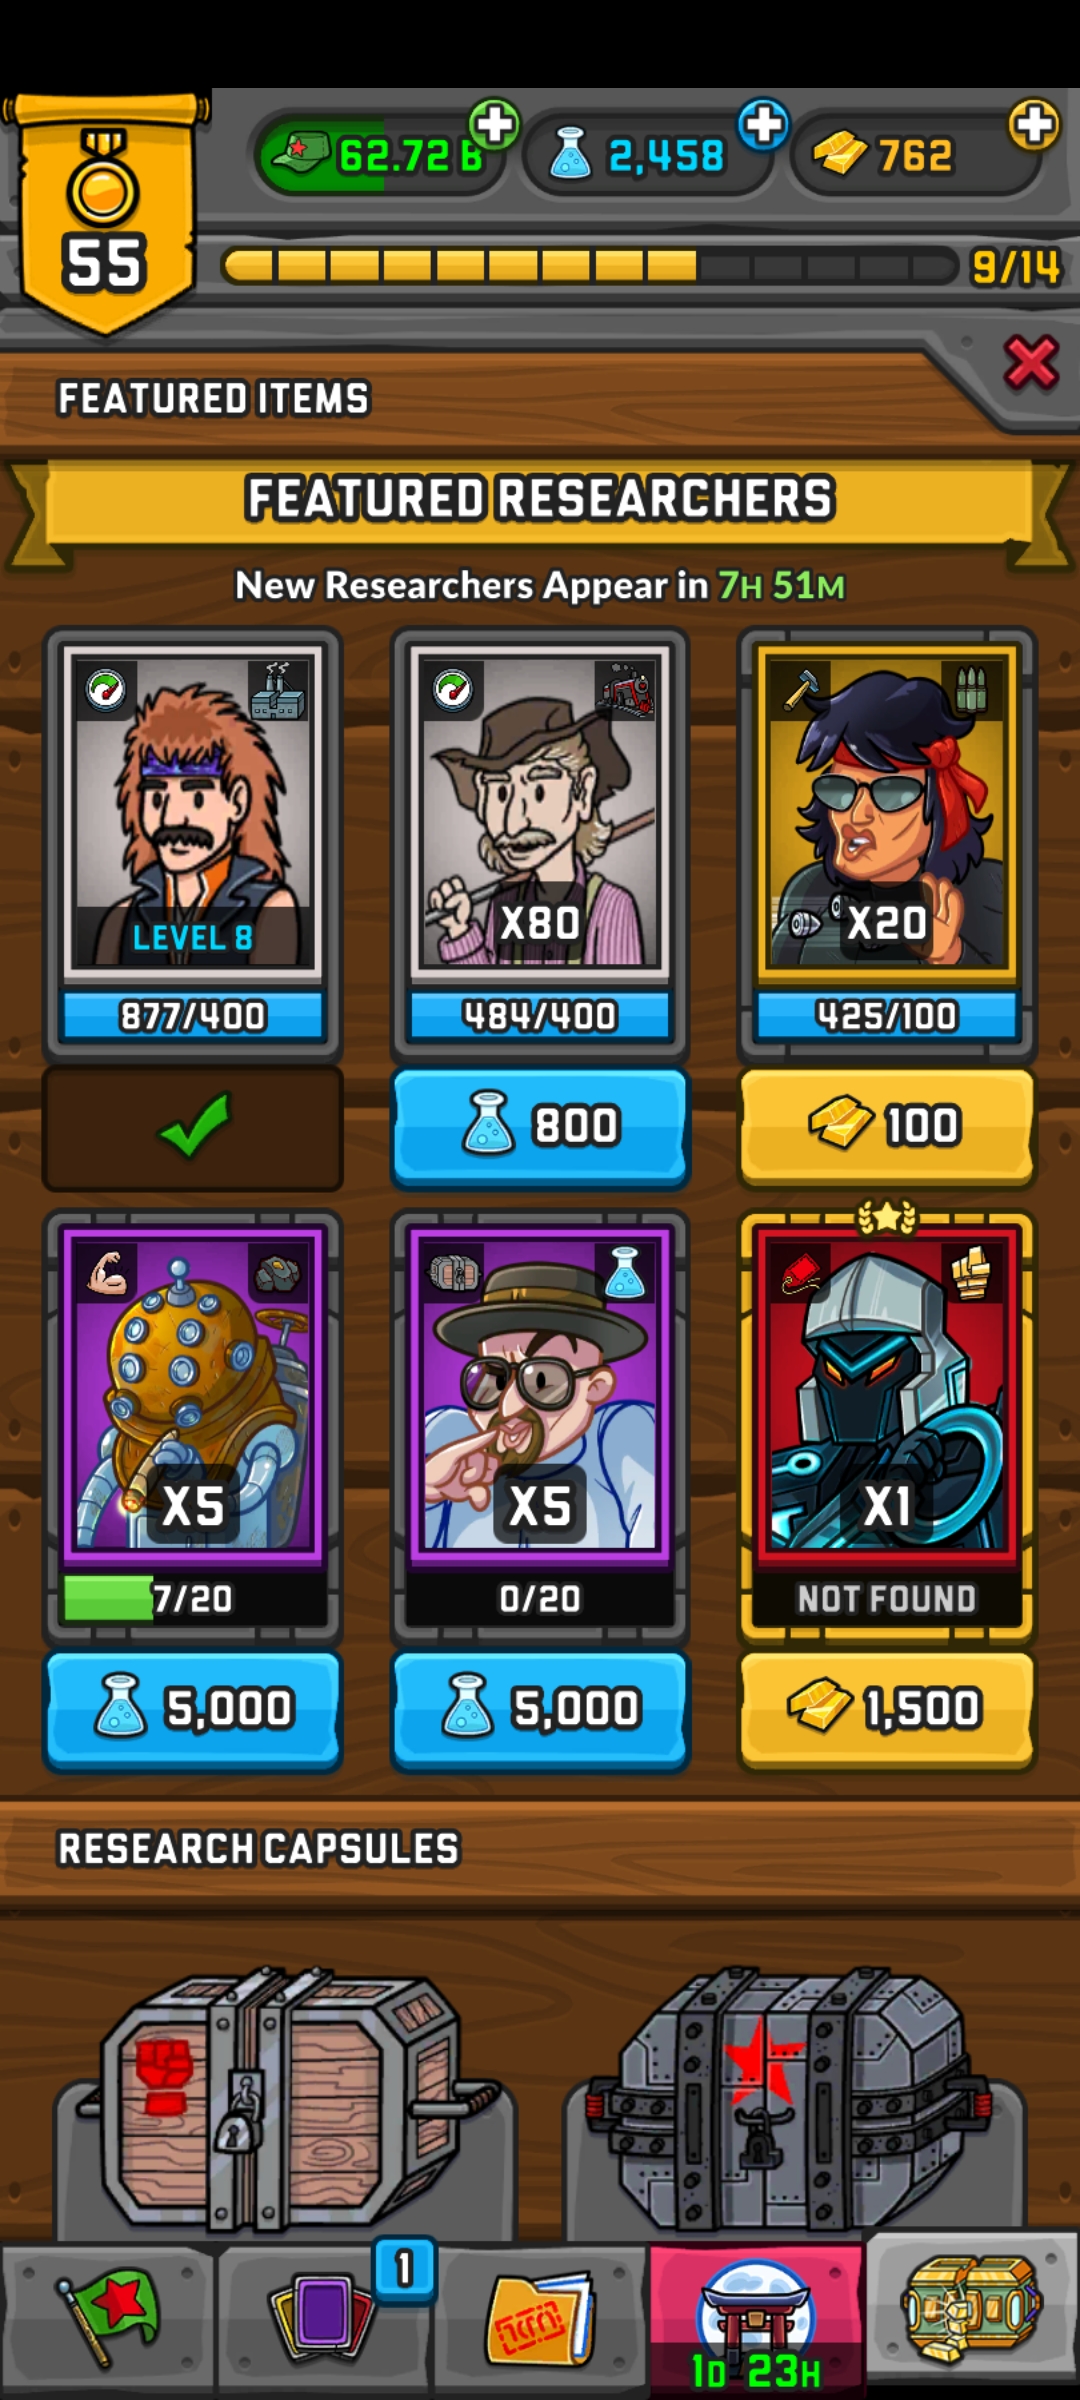 62.72 B
2,458
762
55
9/14
FEATURED ITEMS
FEATURED RESEARCHERS
New Researchers Appear in 7H 51M
LEVEL 8
X80
X20
877/400
484/400
425/100
800
100
X5
X5
X1
7/20
0/20
NOT FOUND
5,000
5,000
1,500
RESEARCH CAPSULES
1
1D 23H